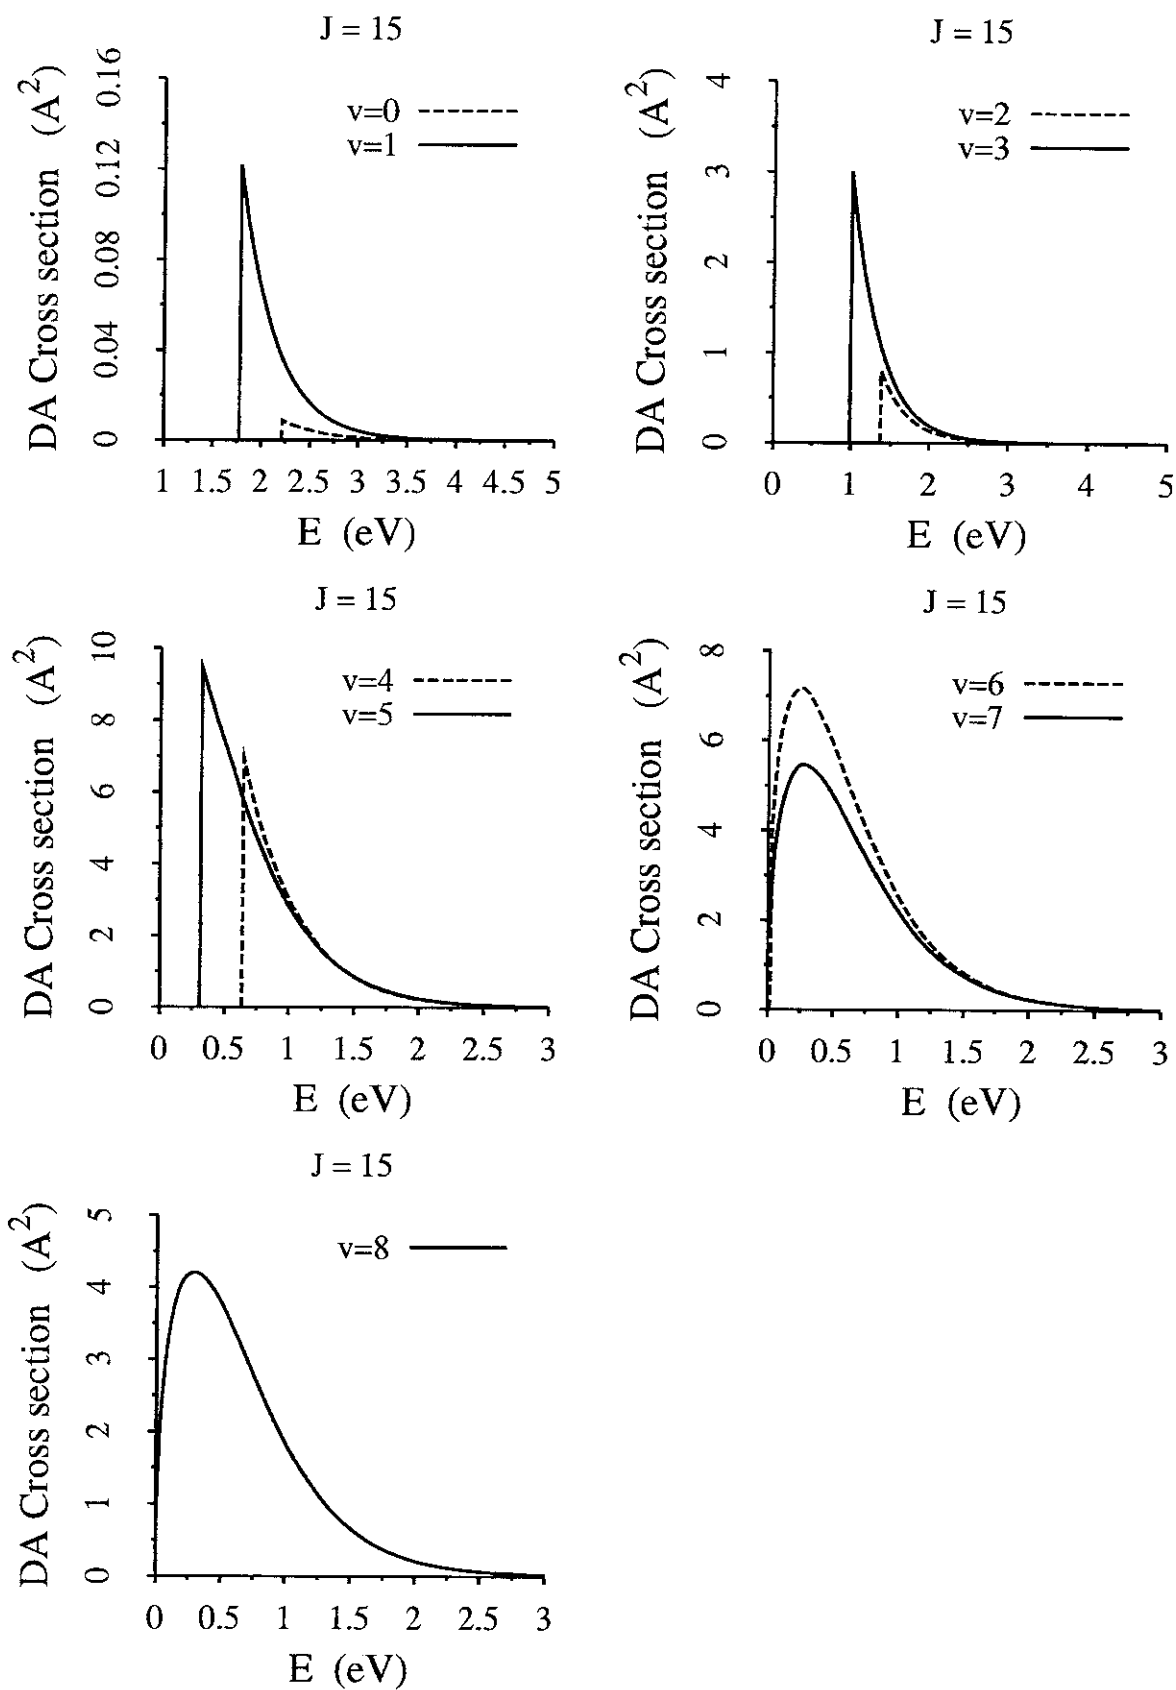 J = 15
DA Cross section (A^2)
0.16
0.12
0.08
0.04
0
v=0
v=1
1 1.5 2 2.5 3 3.5 4 4.5 5
E (eV)
J = 15
DA Cross section (A^2)
4
3
2
1
0
v=2
v=3
0 1 2 3 4 5
E (eV)
J = 15
DA Cross section (A^2)
10
8
6
4
2
0
v=4
v=5
0 0.5 1 1.5 2 2.5 3
E (eV)
J = 15
DA Cross section (A^2)
8
6
4
2
0
v=6
v=7
0 0.5 1 1.5 2 2.5 3
E (eV)
J = 15
DA Cross section (A^2)
5
4
3
2
1
0
v=8
0 0.5 1 1.5 2 2.5 3
E (eV)